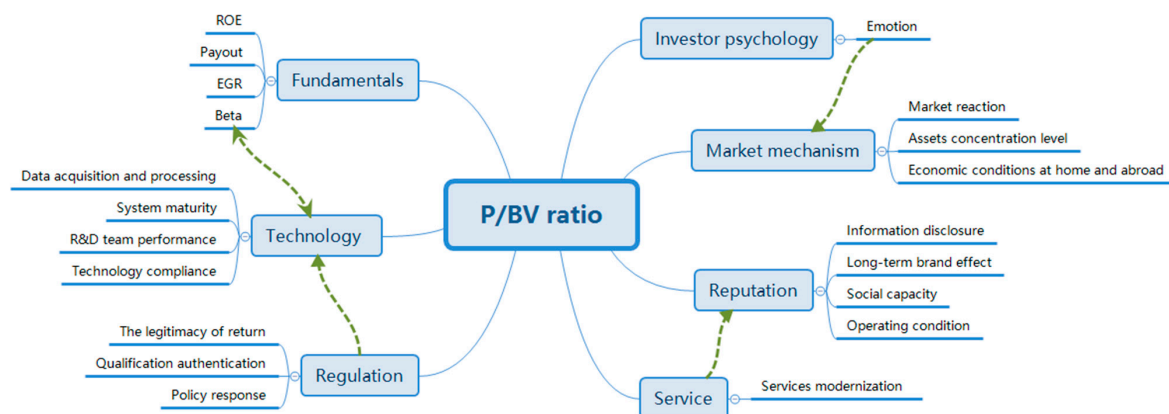 ROE
Payout
EGR
Beta
Fundamentals
Data acquisition and processing
System maturity
R&D team performance
Technology compliance
Technology
The legitimacy of return
Qualification authentication
Policy response
Regulation
P/BV ratio
Investor psychology
Emotion
Market mechanism
Market reaction
Assets concentration level
Economic conditions at home and abroad
Reputation
Information disclosure
Long-term brand effect
Social capacity
Operating condition
Service
Services modernization